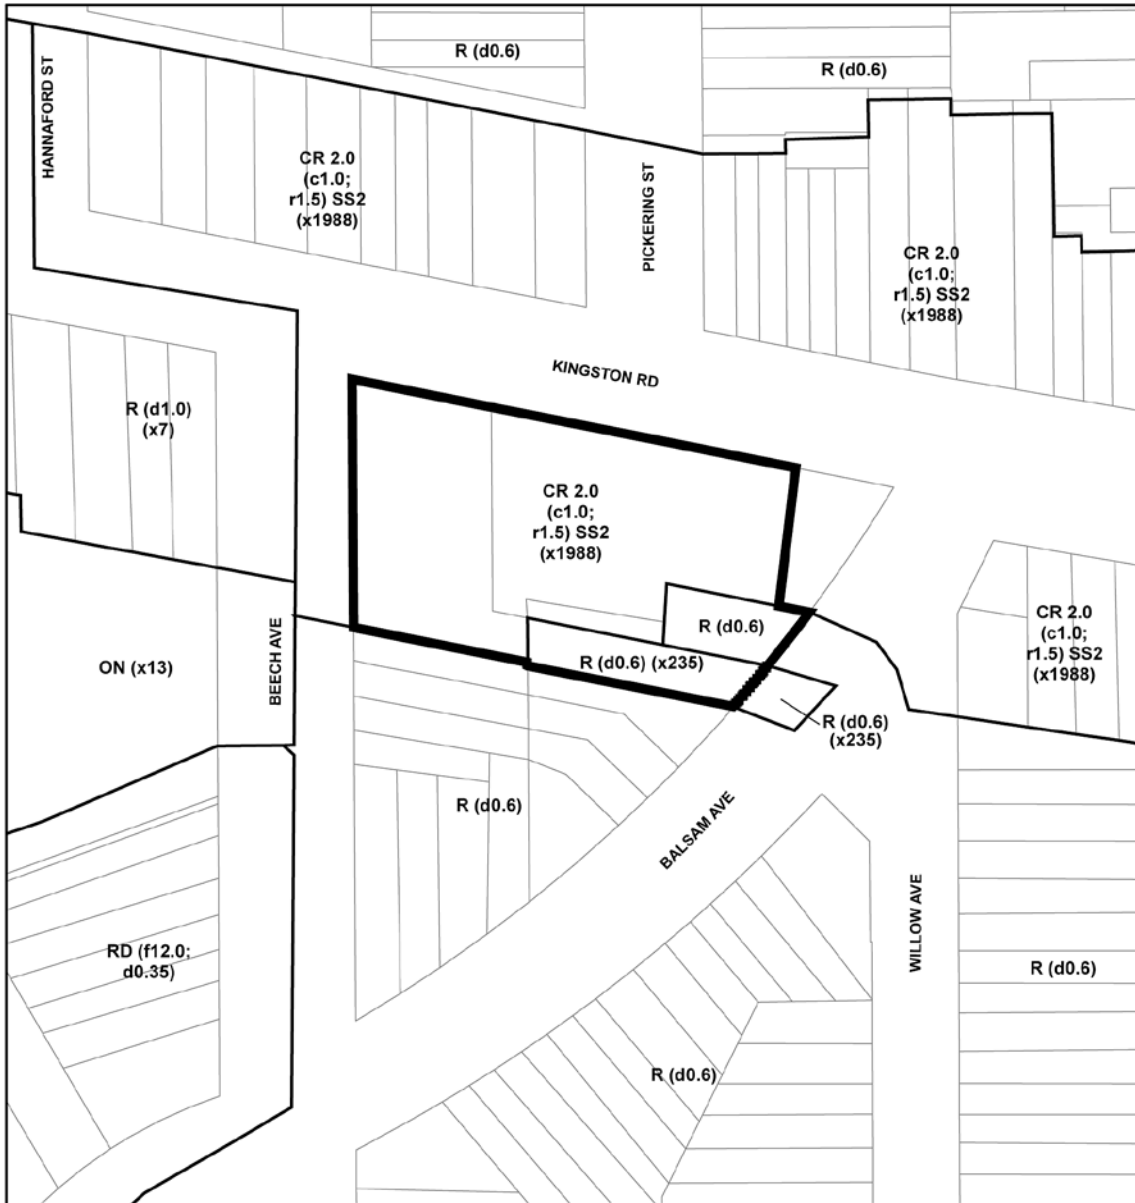 R (d0.6)
R (d0.6)
HANNAFORD ST
CR 2.0
(c1.0;
r1.5) SS2
(x1988)
PICKERING ST
CR 2.0
(c1.0;
r1.5) SS2
(x1988)
KINGSTON RD
R (d1.0)
(x7)
CR 2.0
(c1.0;
r1.5) SS2
(x1988)
R (d0.6)
CR 2.0
(c1.0;
r1.5) SS2
(x1988)
ON (x13)
BEECH AVE
R (d0.6) (x235)
R (d0.6)
(x235)
R (d0.6)
BALSAM AVE
WILLOW AVE
RD (f12.0;
d0.35)
R (d0.6)
R (d0.6)